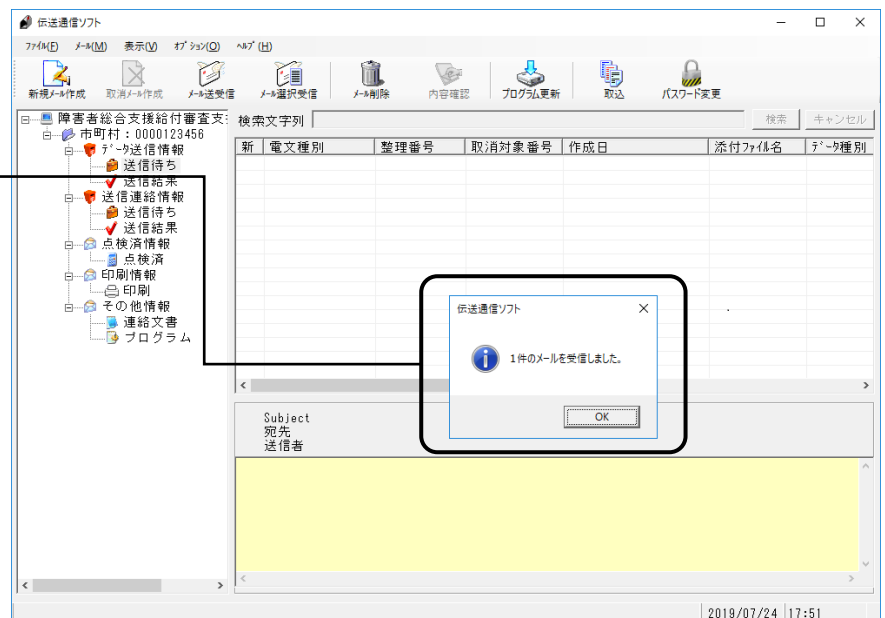 伝送通信ソフト
ﾌｧｲﾙ(F) ﾒｰﾙ(M) 表示(V) ｵﾌﾟｼｮﾝ(O) ﾍﾙﾌﾟ(H)
新規ﾒｰﾙ作成 取消ﾒｰﾙ作成 ﾒｰﾙ送受信 ﾒｰﾙ選択受信 ﾒｰﾙ削除 内容確認 ﾌﾟﾛｸﾞﾗﾑ更新 取込 ﾊﾟｽﾜｰﾄﾞ変更
検索文字列 検索 キャンセル
新 電文種別 整理番号 取消対象番号 作成日 添付ﾌｧｲﾙ名 ﾃﾞｰﾀ種別
障害者総合支援給付審査支
市町村：0000123456
ﾃﾞｰﾀ送信情報
送信待ち
送信結果
送信連絡情報
送信待ち
送信結果
点検済情報
点検済
印刷情報
印刷
その他情報
連絡文書
プログラム
伝送通信ソフト
1件のメールを受信しました。
OK
Subject
宛先
送信者
2019/07/24 17:51